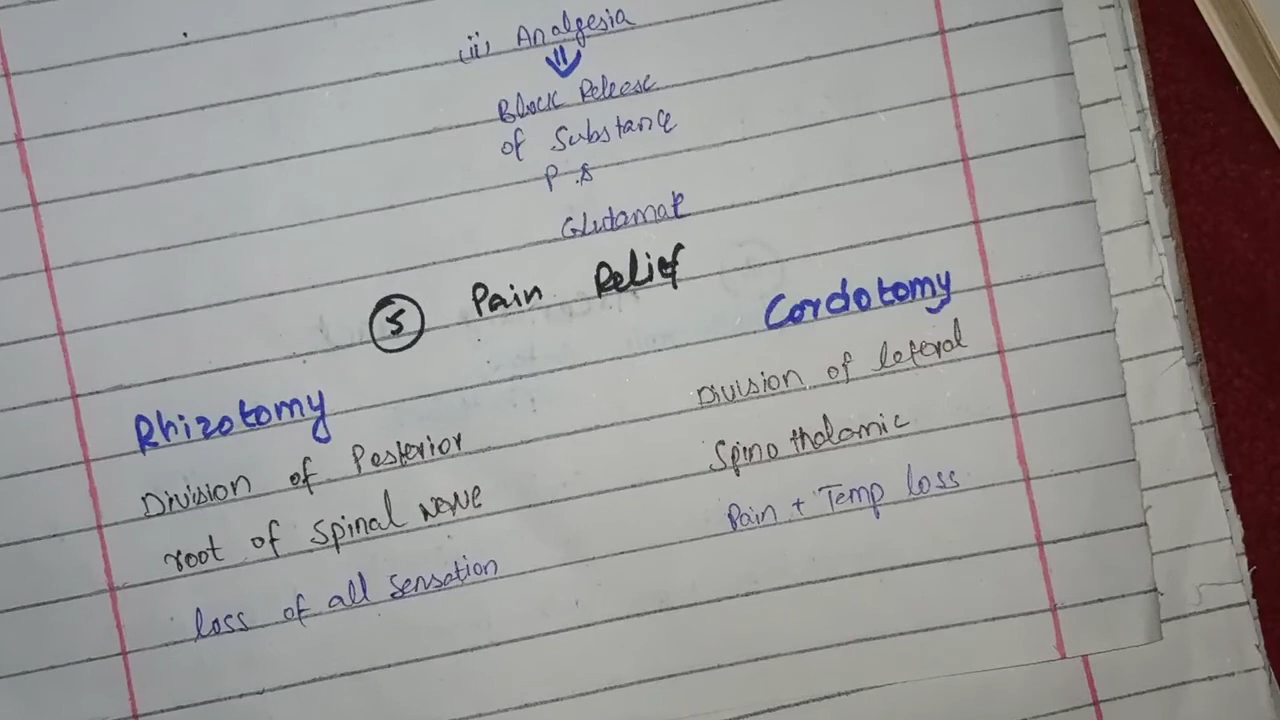 (ii) Analgesia
⇓
Block Release
of Substance
P &
Glutamate
(5) Pain Relief
Rhizotomy
Division of Posterior
root of spinal nerve
loss of all sensation
Cordotomy
Division of lateral
Spino thalamic
Pain + Temp loss